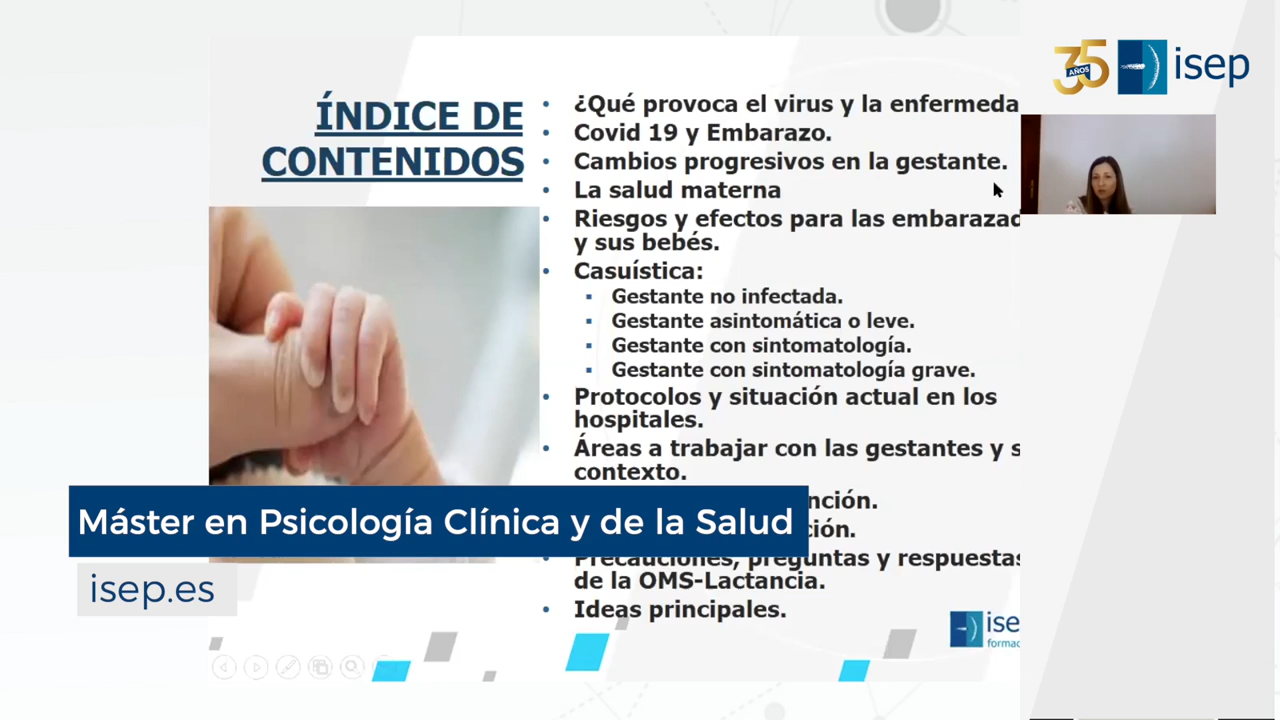 35
AÑOS
isep
ÍNDICE DE
CONTENIDOS
¿Qué provoca el virus y la enfermeda
Covid 19 y Embarazo.
Cambios progresivos en la gestante.
La salud materna
Riesgos y efectos para las embarazad
y sus bebés.
Casuística:
Gestante no infectada.
Gestante asintomática o leve.
Gestante con sintomatología.
Gestante con sintomatología grave.
Protocolos y situación actual en los
hospitales.
Áreas a trabajar con las gestantes y s
contexto.
nción.
ción.
Precauciones, preguntas y respuestas
de la OMS-Lactancia.
Ideas principales.
Máster en Psicología Clínica y de la Salud
isep.es
ise
formac